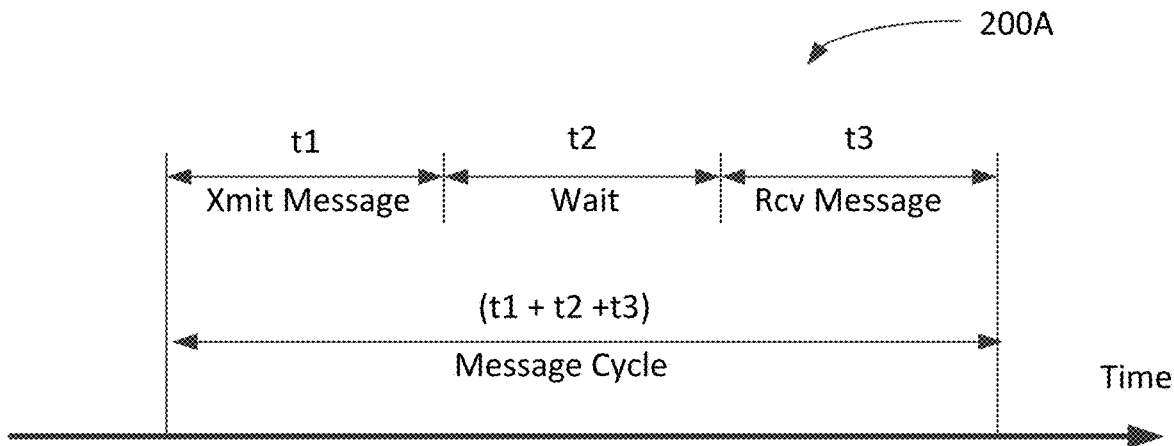 200A
t1 t2 t3
Xmit Message Wait Rcv Message
(t1 + t2 +t3)
Message Cycle
Time